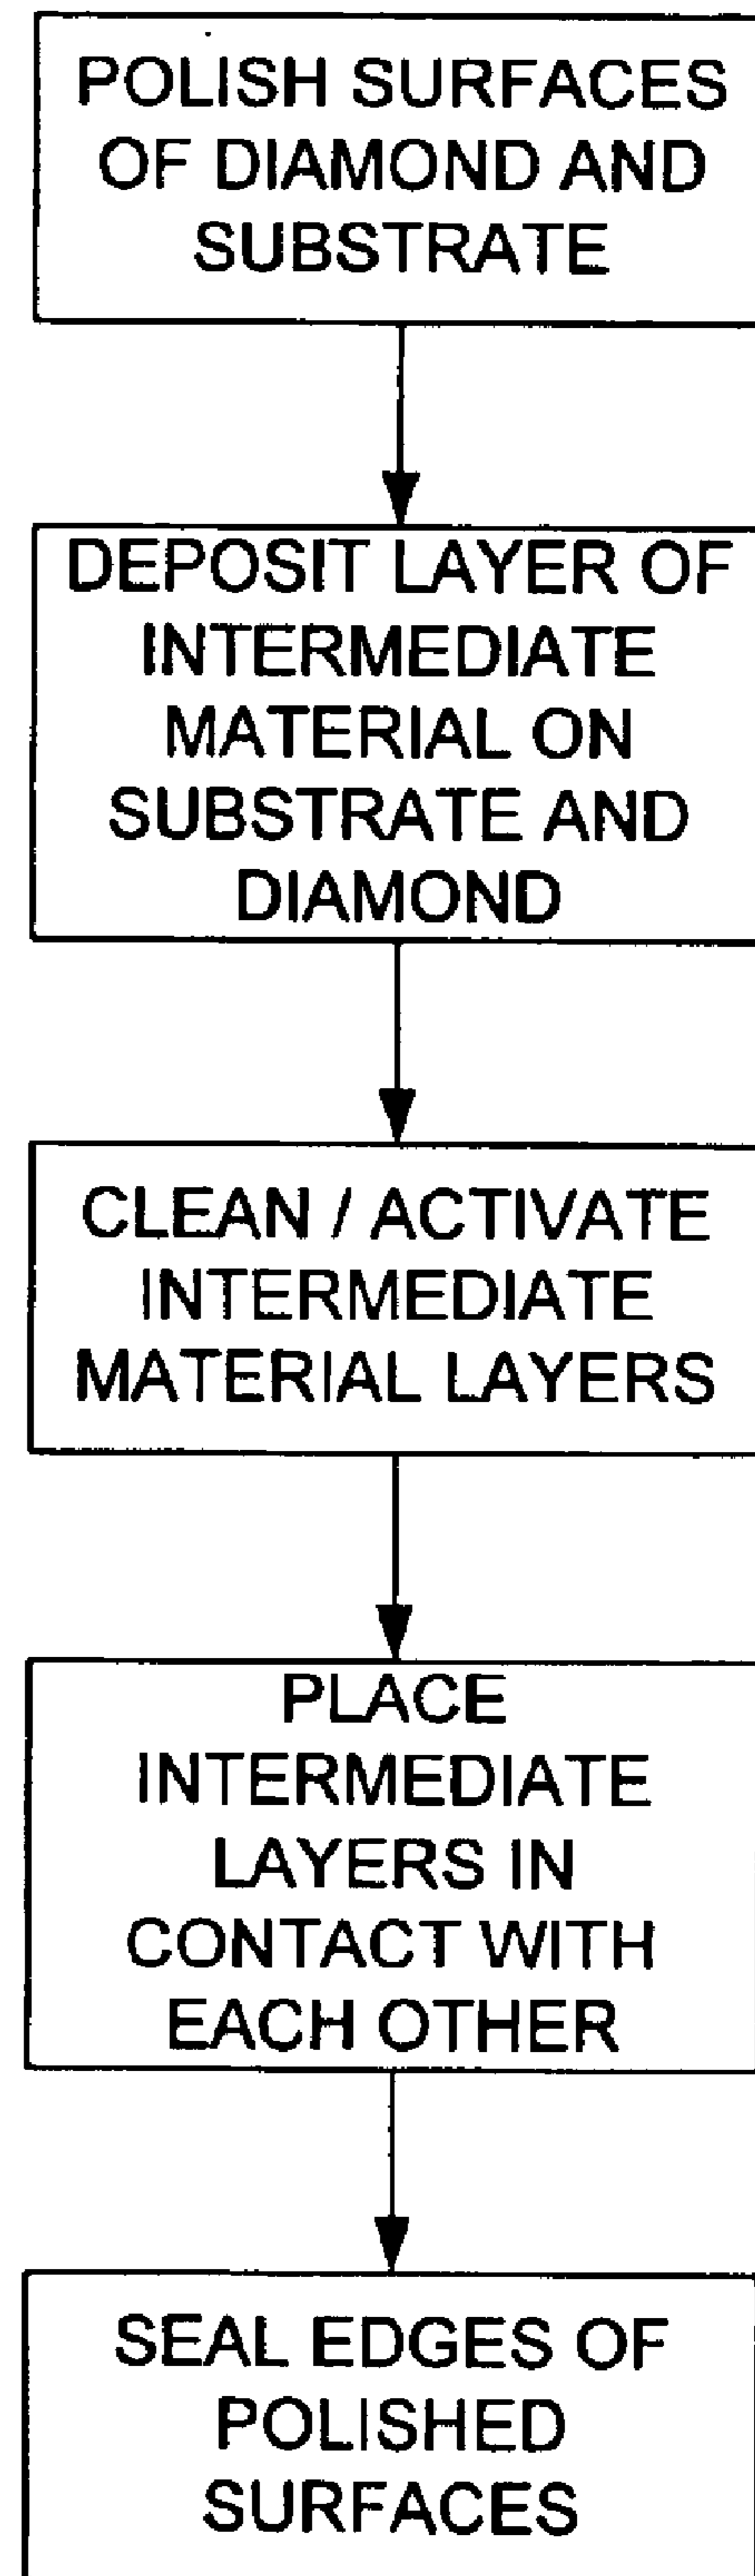 POLISH SURFACES
OF DIAMOND AND
SUBSTRATE
DEPOSIT LAYER OF
INTERMEDIATE
MATERIAL ON
SUBSTRATE AND
DIAMOND
CLEAN / ACTIVATE
INTERMEDIATE
MATERIAL LAYERS
PLACE
INTERMEDIATE
LAYERS IN
CONTACT WITH
EACH OTHER
SEAL EDGES OF
POLISHED
SURFACES